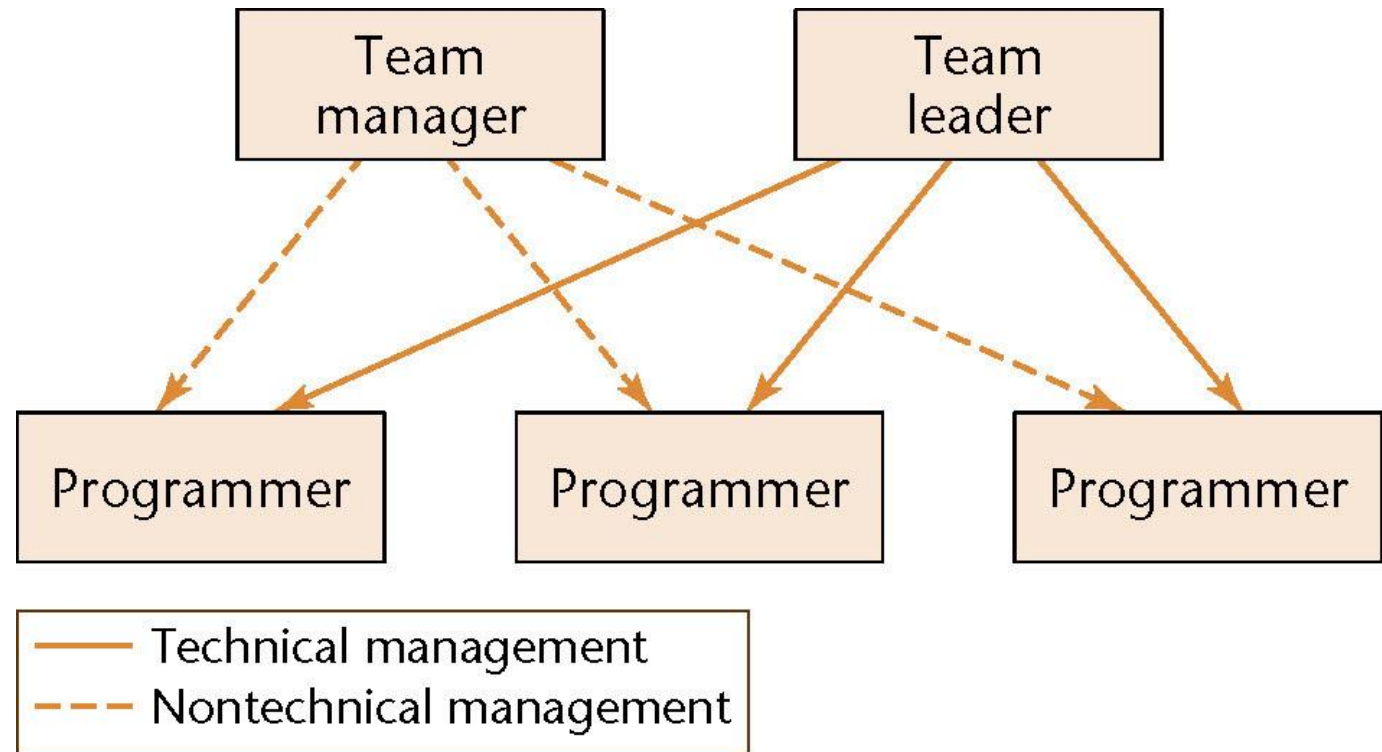 Team
manager
Team
leader
Programmer
Programmer
Programmer
Technical management
Nontechnical management